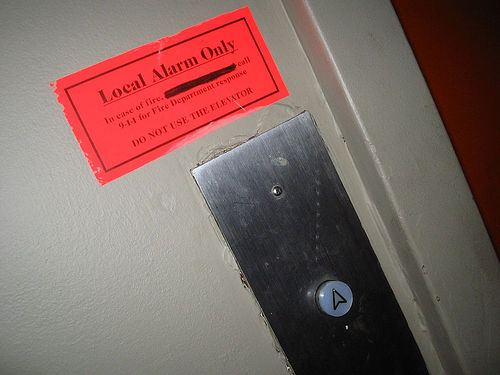 Local Alarm Only
In case of fire, call
9-1-1 for Fire Department response
DO NOT USE THE ELEVATOR